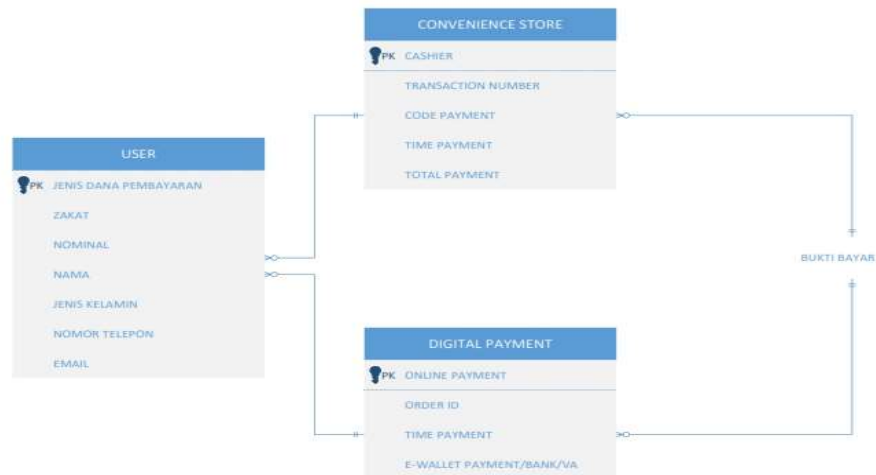 CONVENIENCE STORE
PK CASHIER
TRANSACTION NUMBER
CODE PAYMENT
TIME PAYMENT
TOTAL PAYMENT
USER
PK JENIS DANA PEMBAYARAN
ZAKAT
NOMINAL
NAMA
JENIS KELAMIN
NOMOR TELEPON
EMAIL
BUKTI BAYAR
DIGITAL PAYMENT
PK ONLINE PAYMENT
ORDER ID
TIME PAYMENT
E-WALLET PAYMENT/BANK/VA